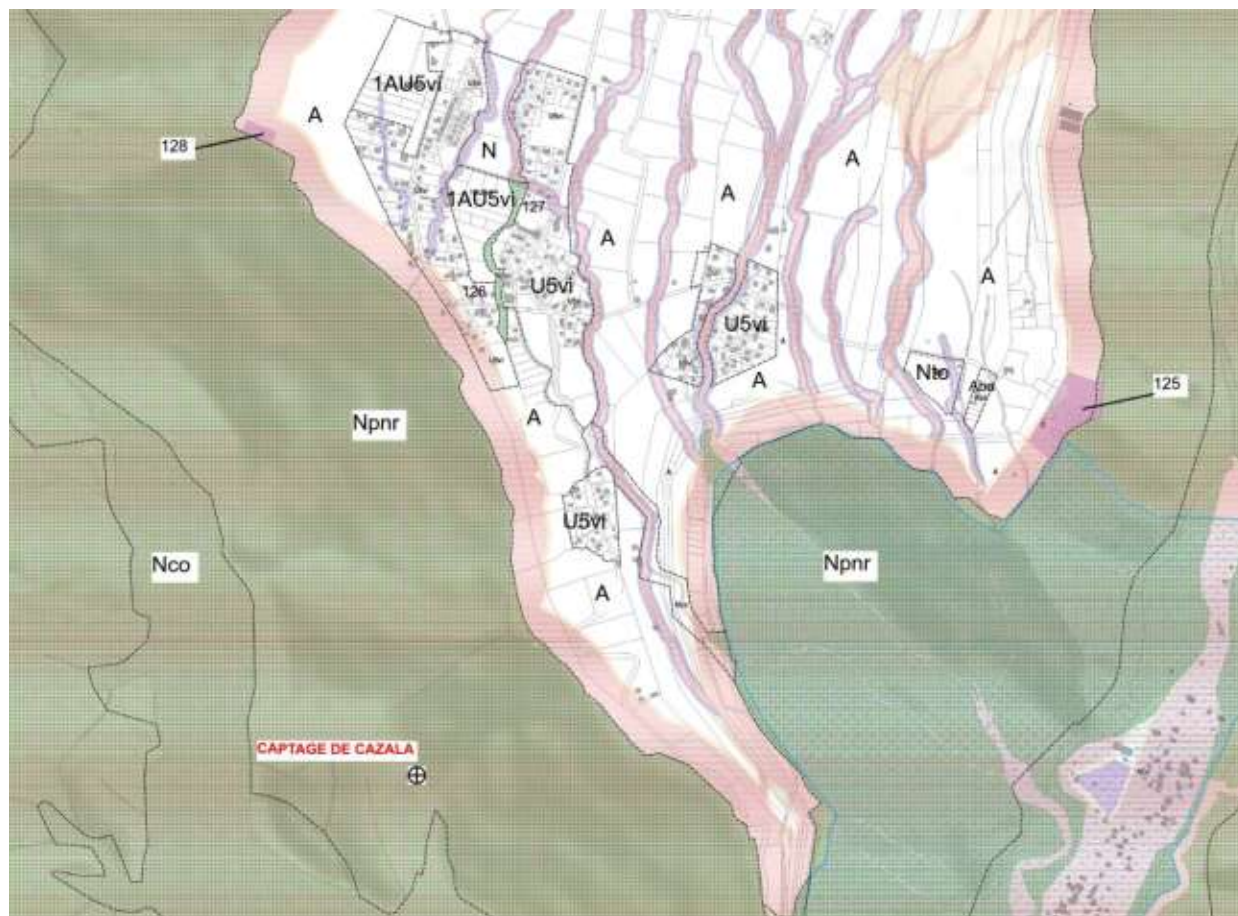 1AU5vi
A
128
N
A
A
1AU5vi
127
A
A
U5vi
126
U5vi
Nto
A
125
Npnr
A
U5vi
Nco
Npnr
A
CAPTAGE DE CAZALA